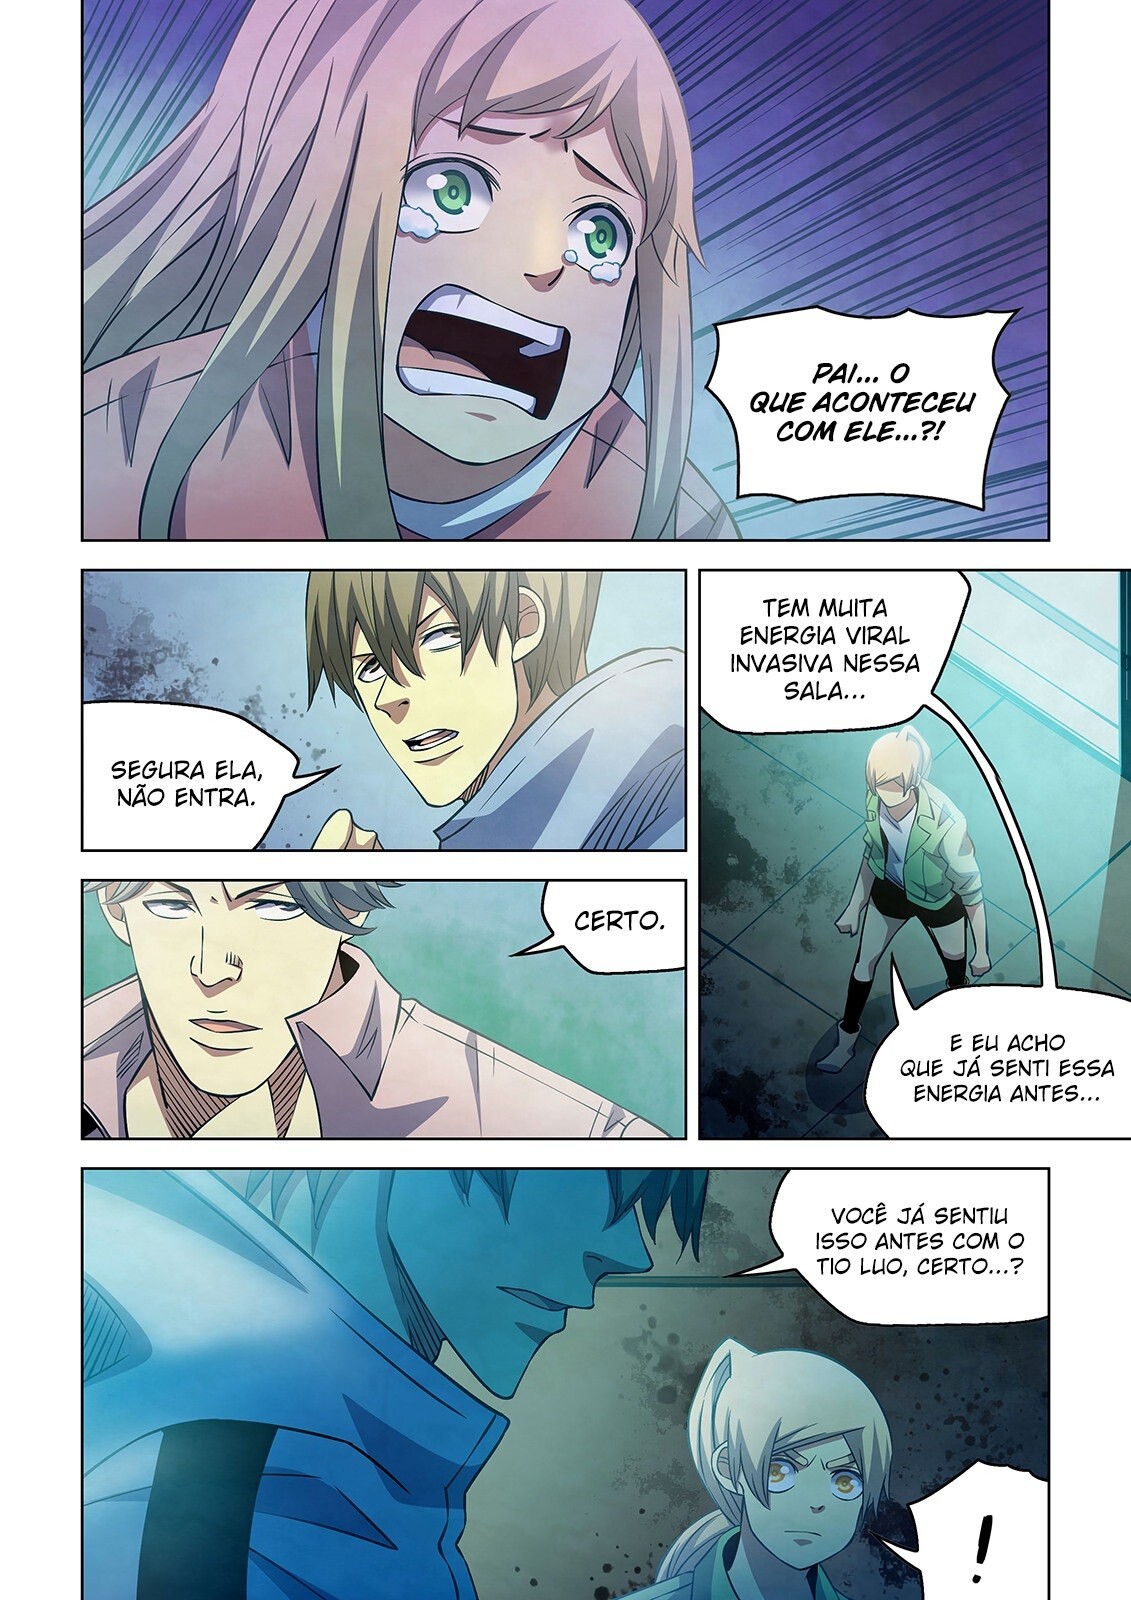 PAI... O
QUE ACONTECEU
COM ELE...?!
SEGURA ELA,
NÃO ENTRA.
CERTO.
TEM MUITA
ENERGIA VIRAL
INVASIVA NESSA
SALA...
E EU ACHO
QUE JÁ SENTI ESSA
ENERGIA ANTES...
VOCÊ JÁ SENTIU
ISSO ANTES COM O
TIO LUO, CERTO...?
!